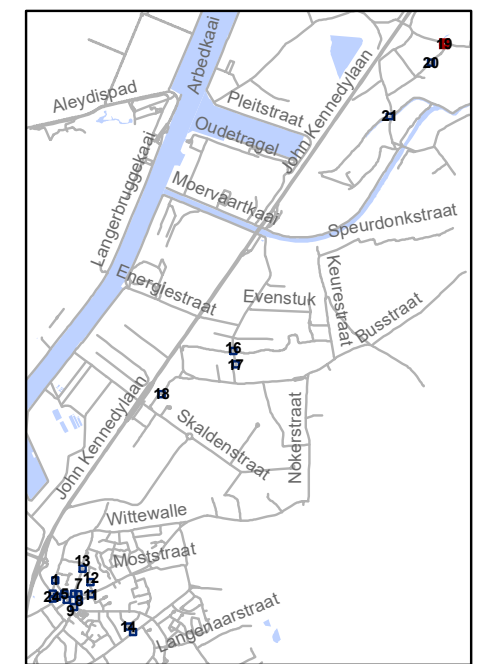 Arbedkaai
19
20
Aleydispad
Pleitstraat
John Kennedylaan
21
Oudetragel
Langerbruggekaai
Moervaartkaai
Speurdonkstraat
Energiestraat
Evenstuk
Keurestraat
Busstraat
16
17
18
John Kennedylaan
Skaldenstraat
Nokerstraat
Wittewalle
Moststraat
13
12
7
11
9
14
Langenaarstraat